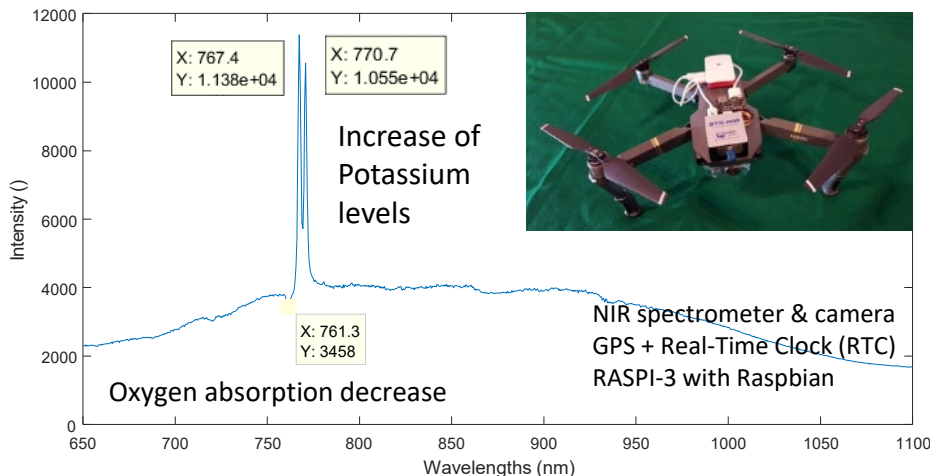 12000
10000
8000
6000
4000
2000
0
Intensity ()
X: 767.4
Y: 1.138e+04
X: 770.7
Y: 1.055e+04
Increase of
Potassium
levels
X: 761.3
Y: 3458
Oxygen absorption decrease
NIR spectrometer & camera
GPS + Real-Time Clock (RTC)
RASPI-3 with Raspbian
650 700 750 800 850 900 950 1000 1050 1100
Wavelengths (nm)